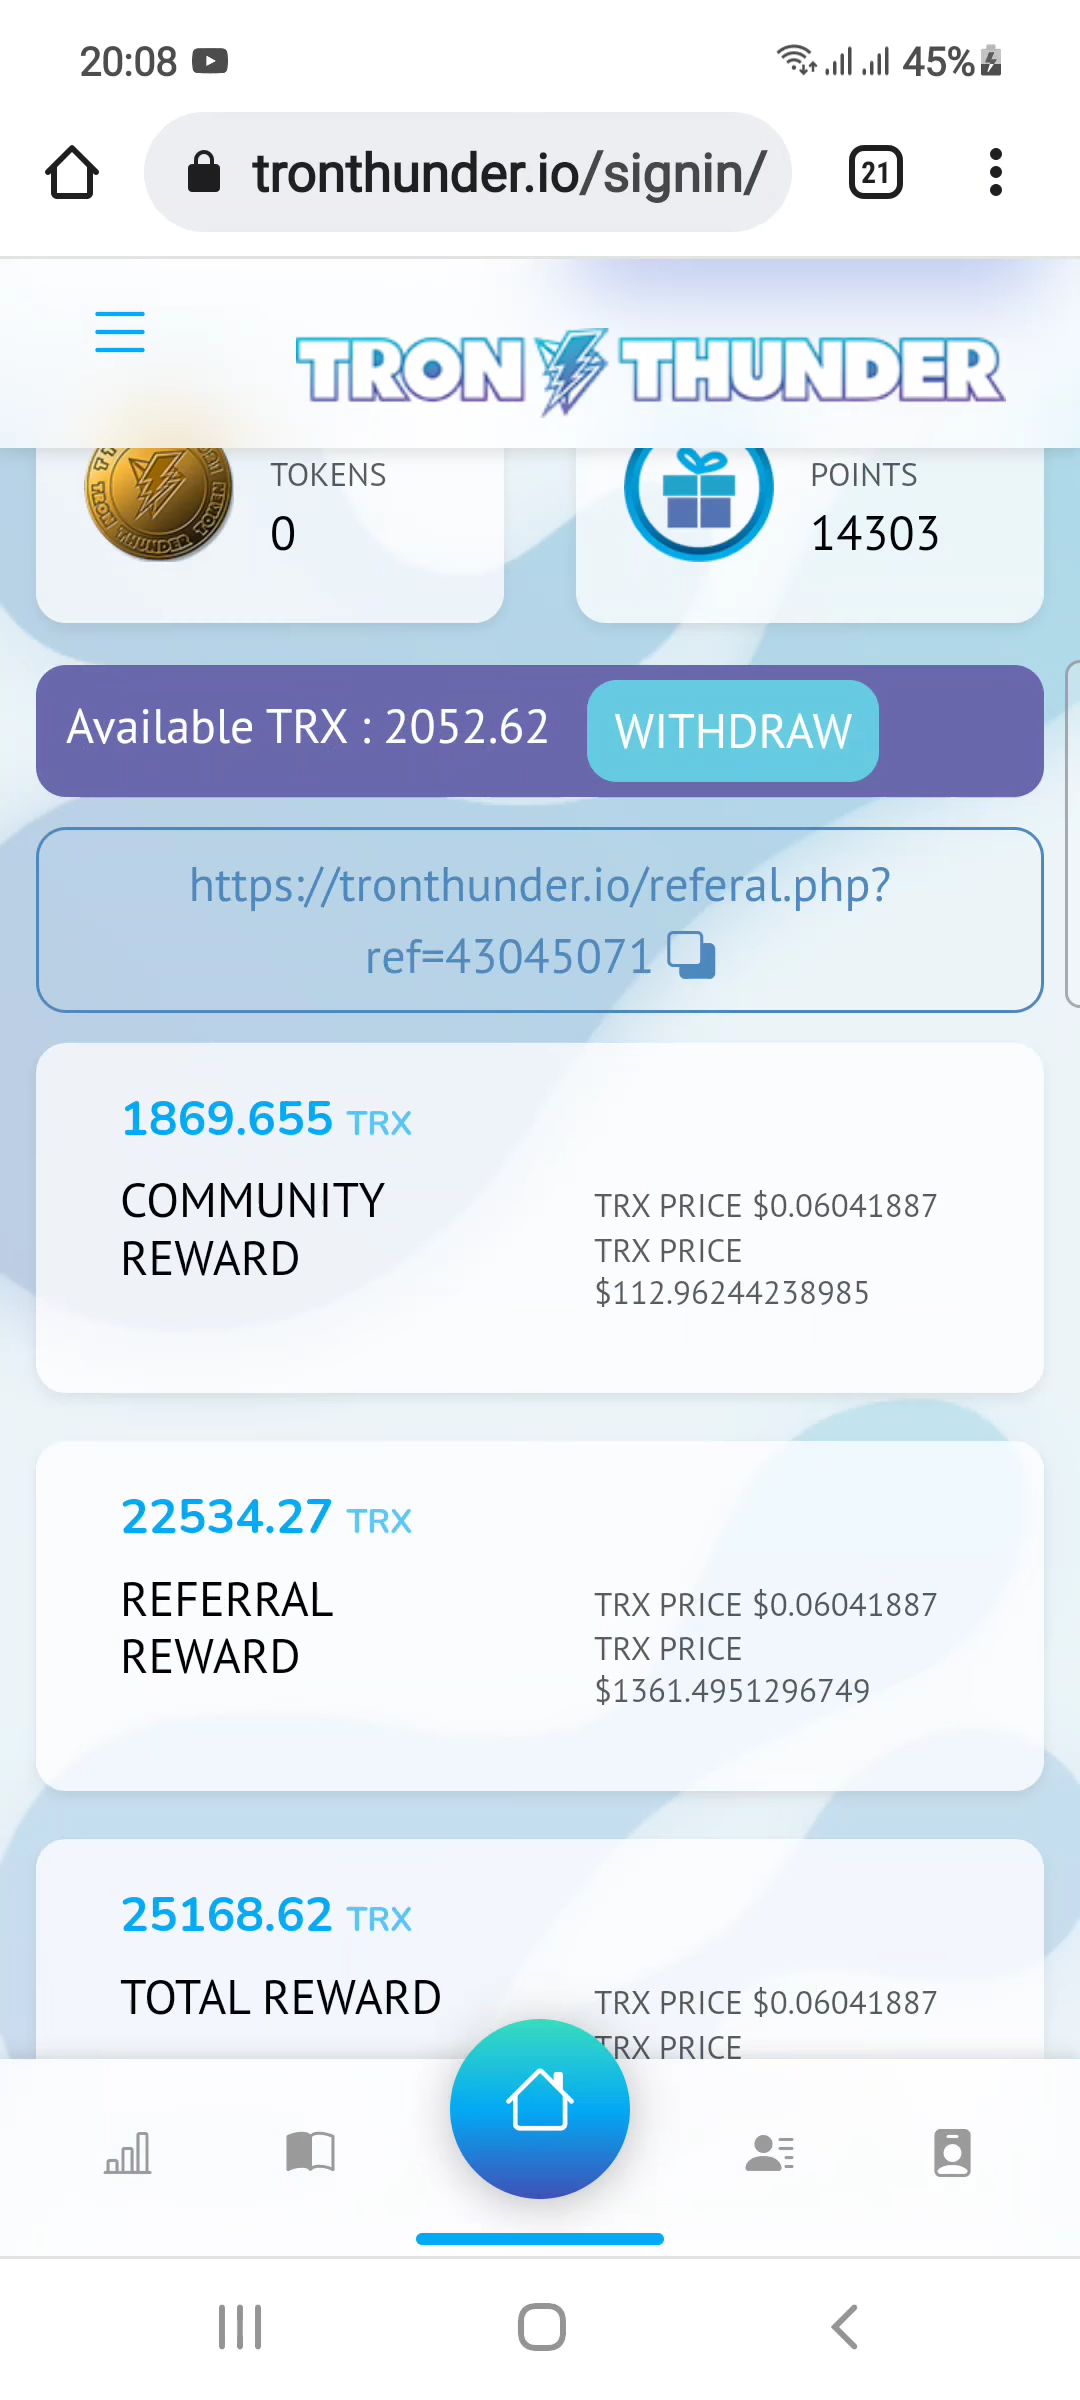 20:08
45%
tronthunder.io/signin/
21
TRON THUNDER
TRON THUNDER TOKEN
TOKENS
0
POINTS
14303
Available TRX : 2052.62
WITHDRAW
https://tronthunder.io/referal.php?
ref=43045071
1869.655 TRX
COMMUNITY
REWARD
TRX PRICE $0.06041887
TRX PRICE
$112.96244238985
22534.27 TRX
REFERRAL
REWARD
TRX PRICE $0.06041887
TRX PRICE
$1361.4951296749
25168.62 TRX
TOTAL REWARD
TRX PRICE $0.06041887
TRX PRICE